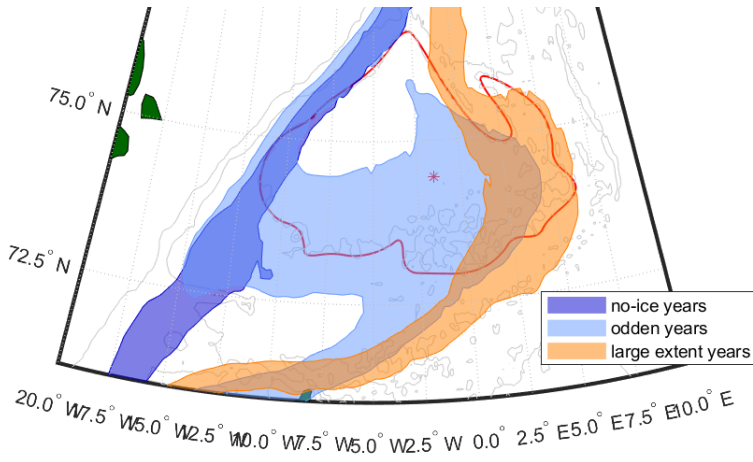 75.0° N
72.5° N
no-ice years
odden years
large extent years
20.0° W 17.5° W 15.0° W 12.5° W 10.0° W 7.5° W 5.0° W 2.5° W 0.0° 2.5° E 5.0° E 7.5° E 10.0° E